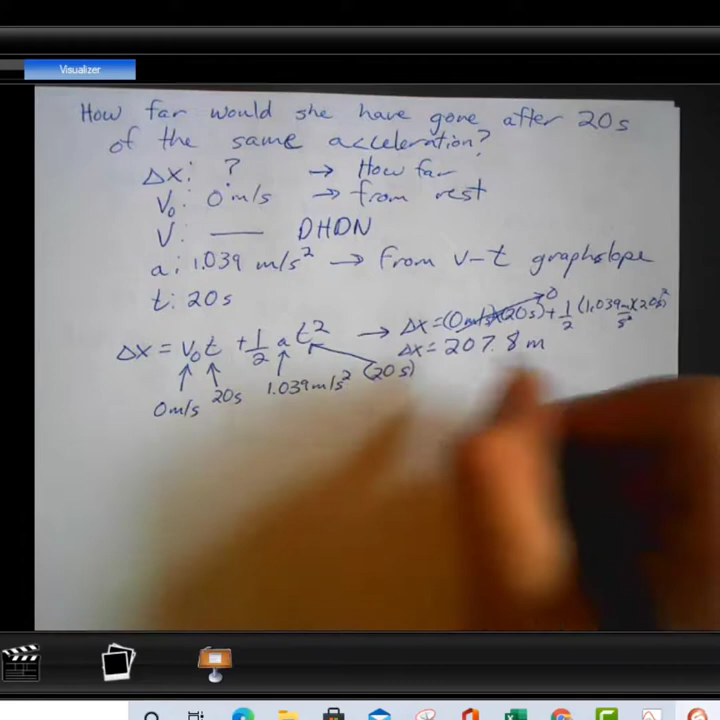 Visualizer
How far would she have gone after 20s
of the same acceleration?
Δx: ? → How far
V₀: 0 m/s → from rest
V: — DHDN
a: 1.039 m/s² → From v-t graph slope
t: 20s
Δx = V₀t + 1/2 at² → Δx = (0m/s)(20s)→0 + 1/2 (1.039 m/s²)(20s)²
Δx = 207.8 m
0m/s 20s 1.039 m/s² (20s)